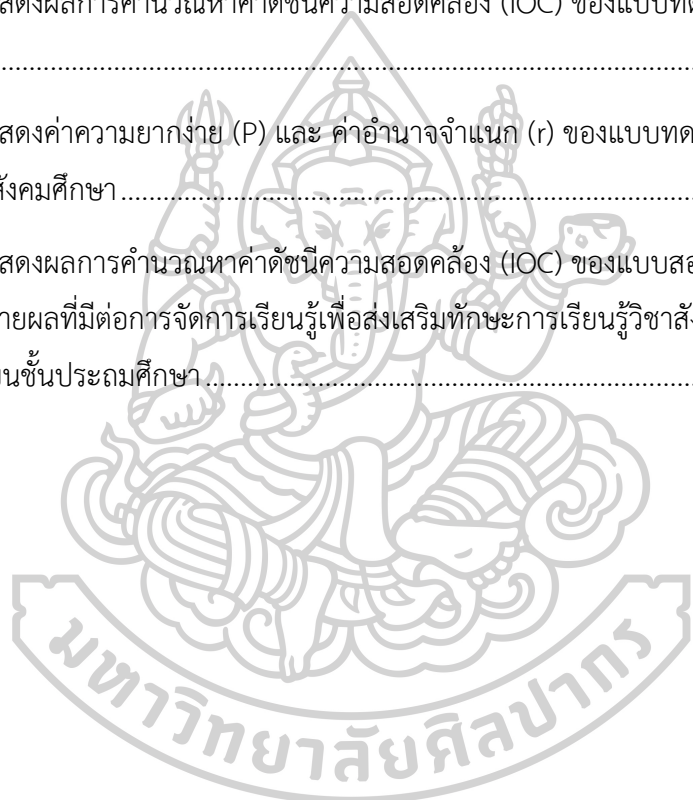 สดงผลการคำนวณหาค่าดัชนีความสอดคล้อง (IOC) ของแบบทด
................................................................................
สดงค่าความยากง่าย (P) และ ค่าอำนาจจำแนก (r) ของแบบทด
สังคมศึกษา................................................................
สดงผลการคำนวณหาค่าดัชนีความสอดคล้อง (IOC) ของแบบสอ
ายผลที่มีต่อการจัดการเรียนรู้เพื่อส่งเสริมทักษะการเรียนรู้วิชาสัง
ยนชั้นประถมศึกษา.......................................................
มหาวิทยาลัยศิลปากร